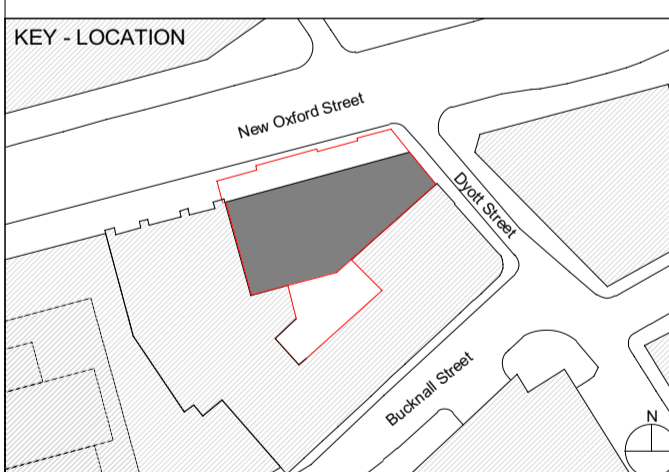 KEY - LOCATION
New Oxford Street
Dyott Street
Bucknall Street
N